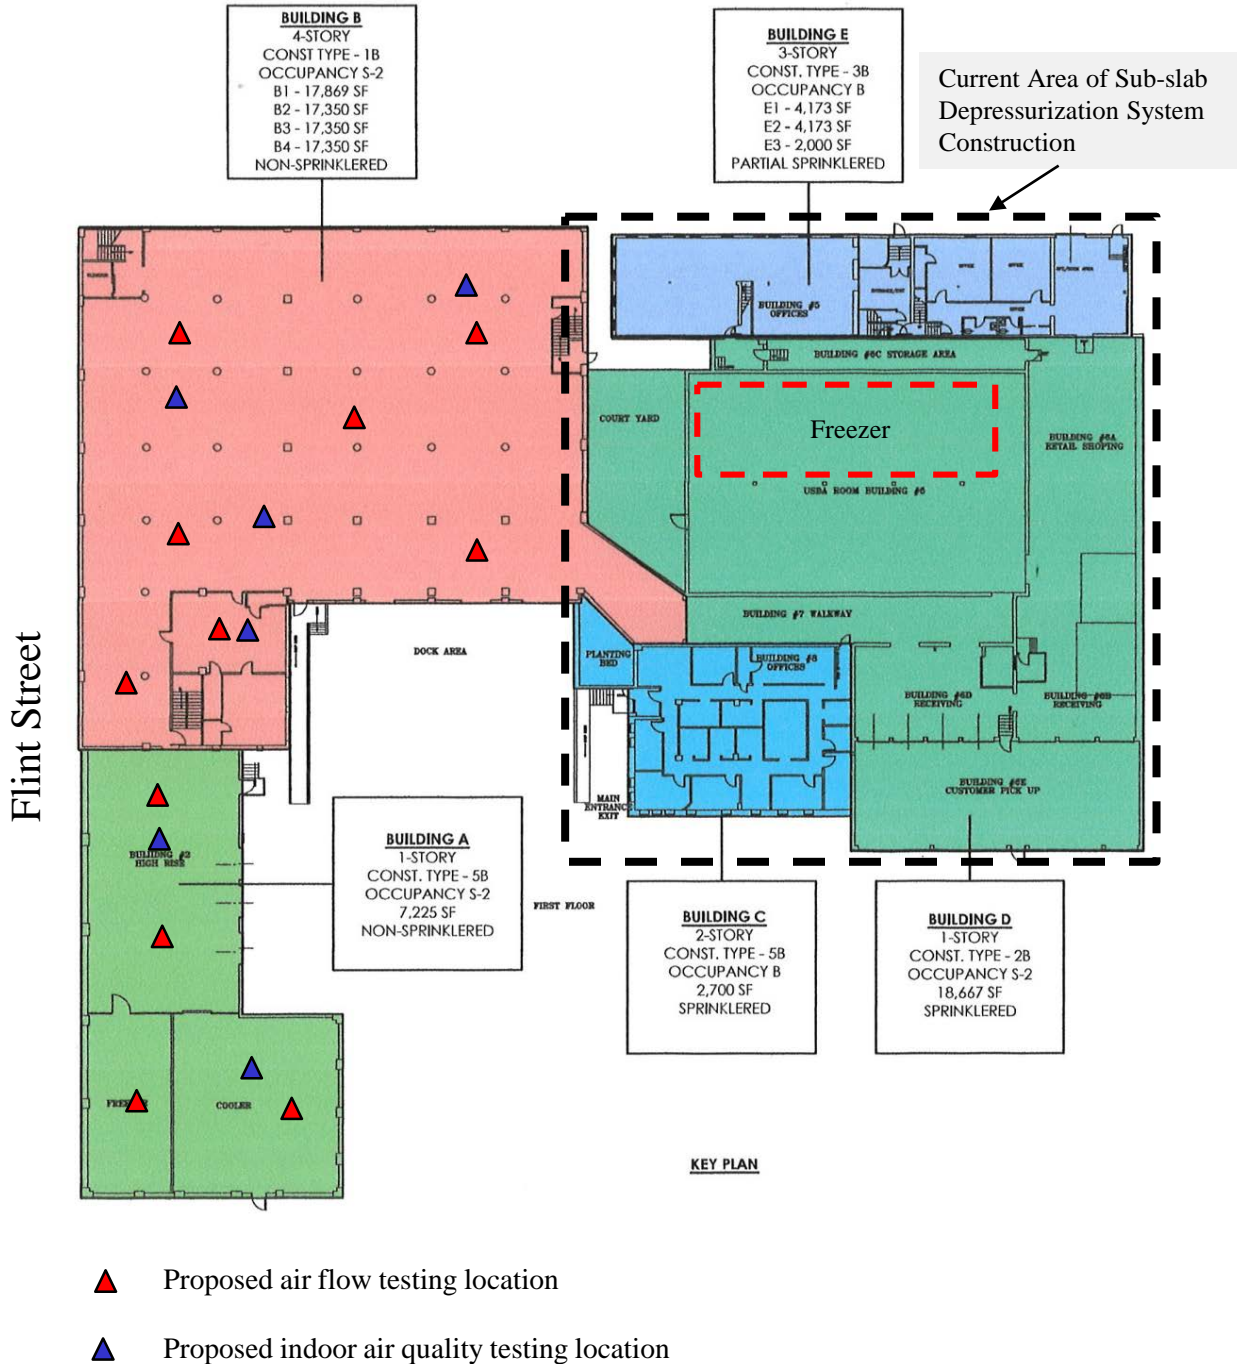 BUILDING B
4-STORY
CONST TYPE - 1B
OCCUPANCY S-2
B1 - 17,869 SF
B2 - 17,350 SF
B3 - 17,350 SF
B4 - 17,350 SF
NON-SPRINKLERED
BUILDING E
3-STORY
CONST. TYPE - 3B
OCCUPANCY B
E1 - 4,173 SF
E2 - 4,173 SF
E3 - 2,000 SF
PARTIAL SPRINKLERED
Current Area of Sub-slab
Depressurization System
Construction
OFFICE
OFFICE
OFFICE
BUILDING #5
OFFICES
BUILDING #6C STORAGE AREA
COURT YARD
Freezer
BUILDING #6A
RETAIL SHOPING
USDA ROOM BUILDING #6
BUILDING #7 WALKWAY
DOCK AREA
PLANTING
BED
BUILDING #8
OFFICES
BUILDING #6D
RECEIVING
BUILDING #6B
RECEIVING
Flint Street
MAIN
ENTRANCE
EXIT
BUILDING #6E
CUSTOMER PICK UP
BUILDING #2
HIGH RISE
BUILDING A
1-STORY
CONST. TYPE - 5B
OCCUPANCY S-2
7,225 SF
NON-SPRINKLERED
FIRST FLOOR
BUILDING C
2-STORY
CONST. TYPE - 5B
OCCUPANCY B
2,700 SF
SPRINKLERED
BUILDING D
1-STORY
CONST. TYPE - 2B
OCCUPANCY S-2
18,667 SF
SPRINKLERED
COOLER
KEY PLAN
Proposed air flow testing location
Proposed indoor air quality testing location